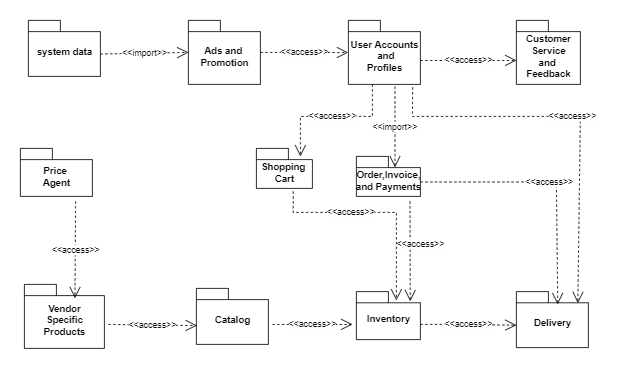 system data
<<import>>
Ads and
Promotion
<<access>>
User Accounts
and
Profiles
<<access>>
Customer
Service
and
Feedback
<<access>>
<<import>>
<<access>>
Price
Agent
Shopping
Cart
Order,Invoice,
and Payments
<<access>>
<<access>>
<<access>>
<<access>>
Vendor
Specific
Products
<<access>>
Catalog
<<access>>
Inventory
<<access>>
Delivery